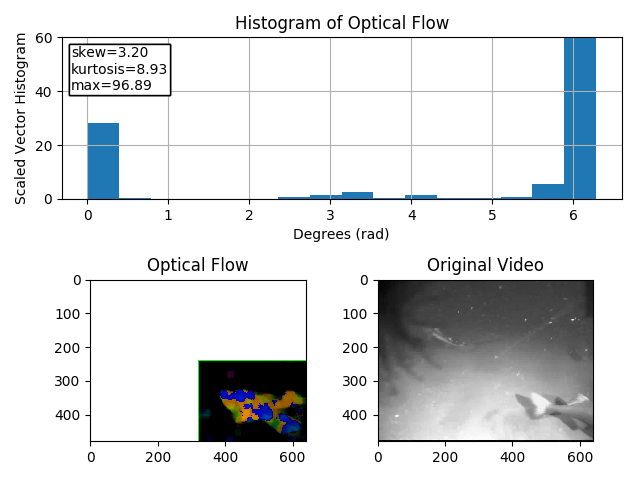 Histogram of Optical Flow
skew=3.20
kurtosis=8.93
max=96.89
Scaled Vector Histogram
60
40
20
0
0 1 2 3 4 5 6
Degrees (rad)
Optical Flow
0
100
200
300
400
0 200 400 600
Original Video
0
100
200
300
400
0 200 400 600